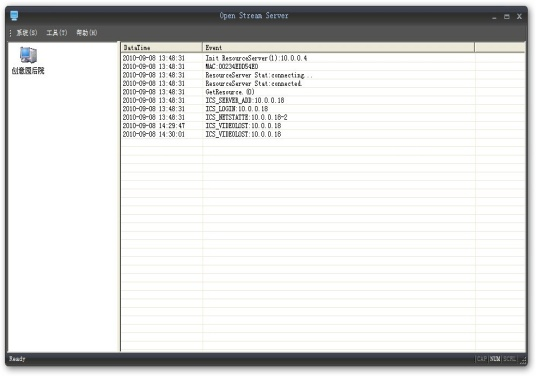 Open Stream Server
系统(S) 工具(T) 帮助(H)
创意园后院
DateTime Event
2010-09-08 13:48:31 Init ResourceServer(1):10.0.0.4
2010-09-08 13:48:31 MAC:00234EDD54E0
2010-09-08 13:48:31 ResourceServer Stat:connecting...
2010-09-08 13:48:31 ResourceServer Stat:connected.
2010-09-08 13:48:31 GetResource.(0)
2010-09-08 13:48:31 ICS_SERVER_ADD:10.0.0.18
2010-09-08 13:48:31 ICS_LOGIN:10.0.0.18
2010-09-08 13:48:31 ICS_NETSTATTE:10.0.0.18-2
2010-09-08 14:29:47 ICS_VIDEOLOST:10.0.0.18
2010-09-08 14:30:01 ICS_VIDEOLOST:10.0.0.18
Ready CAP NUM SCRL